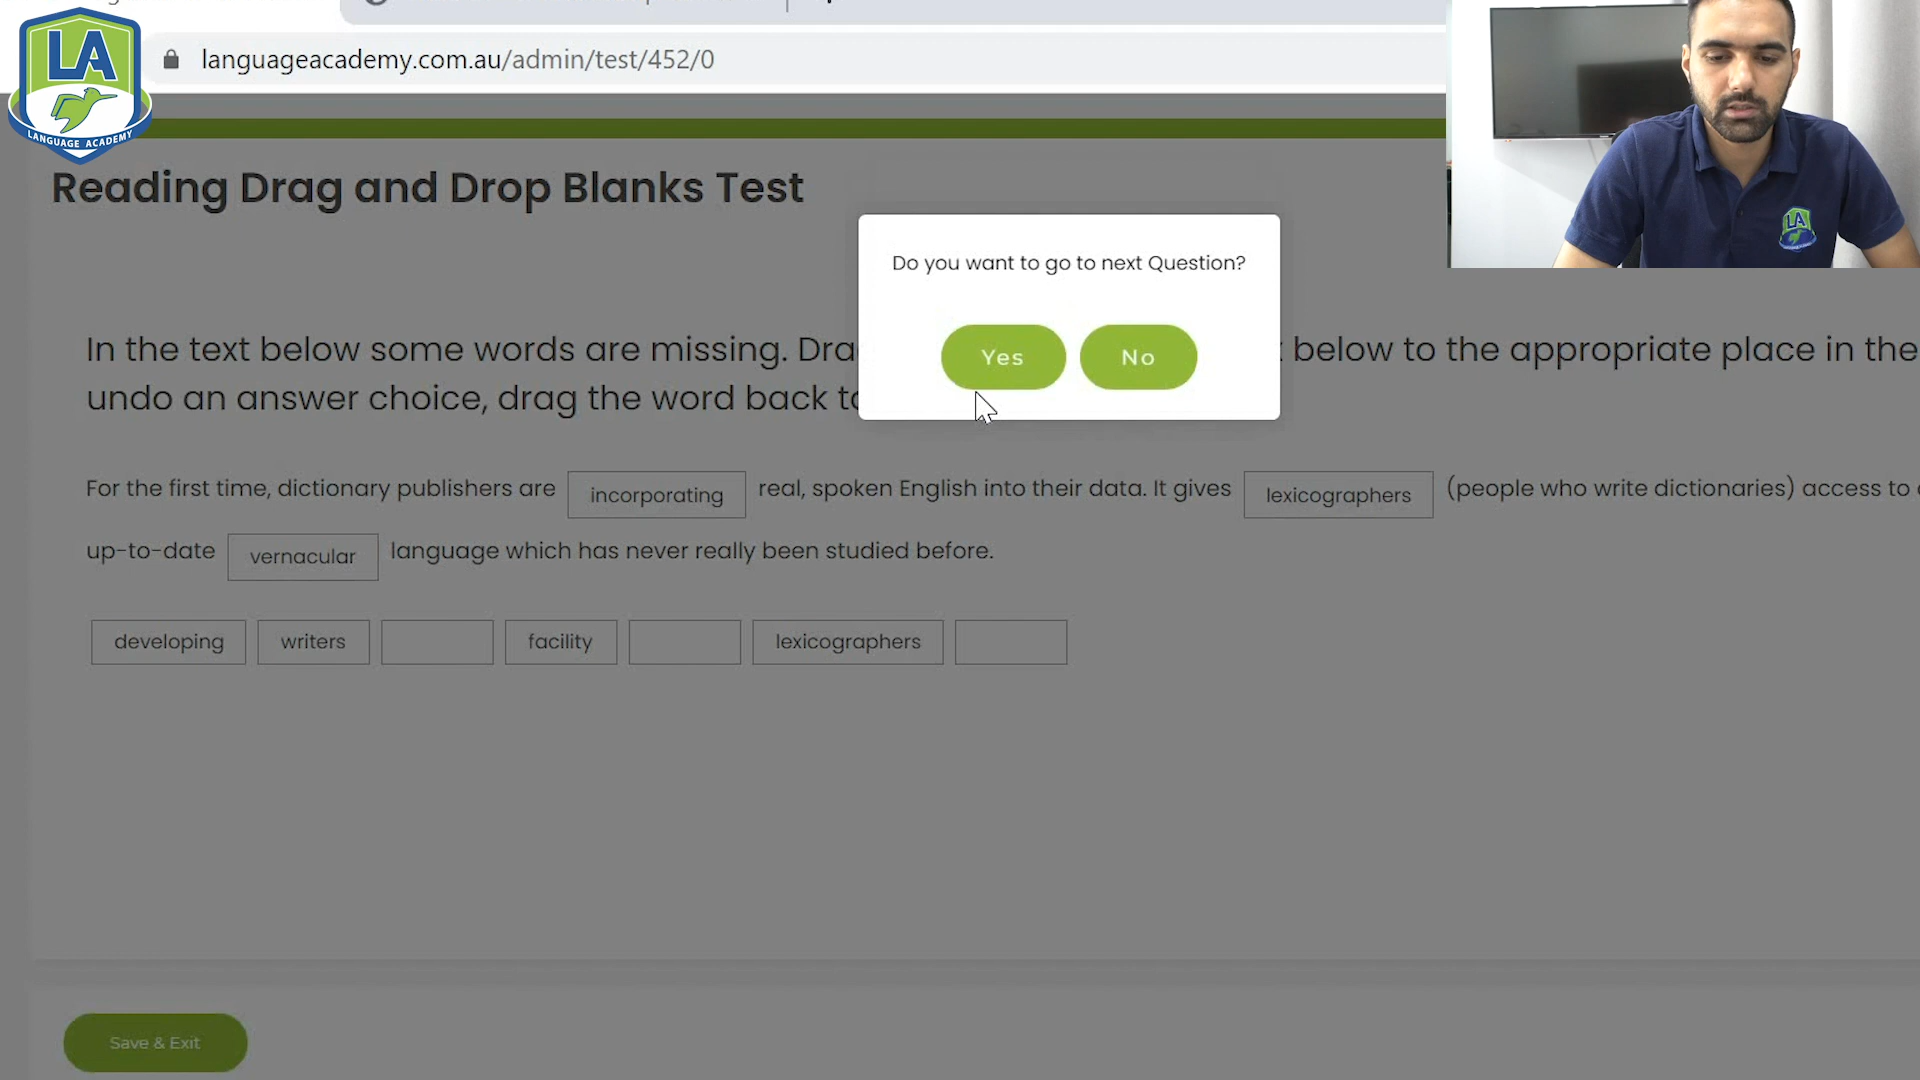 LA
LANGUAGE ACADEMY
languageacademy.com.au/admin/test/452/0
Reading Drag and Drop Blanks Test
Do you want to go to next Question?
Yes No
In the text below some words are missing. below to the appropriate place in the
undo an answer choice, drag the word back
For the first time, dictionary publishers are incorporating real, spoken English into their data. It gives lexicographers (people who write dictionaries) access to
up-to-date vernacular language which has never really been studied before.
developing writers facility lexicographers
Save & Exit
LA